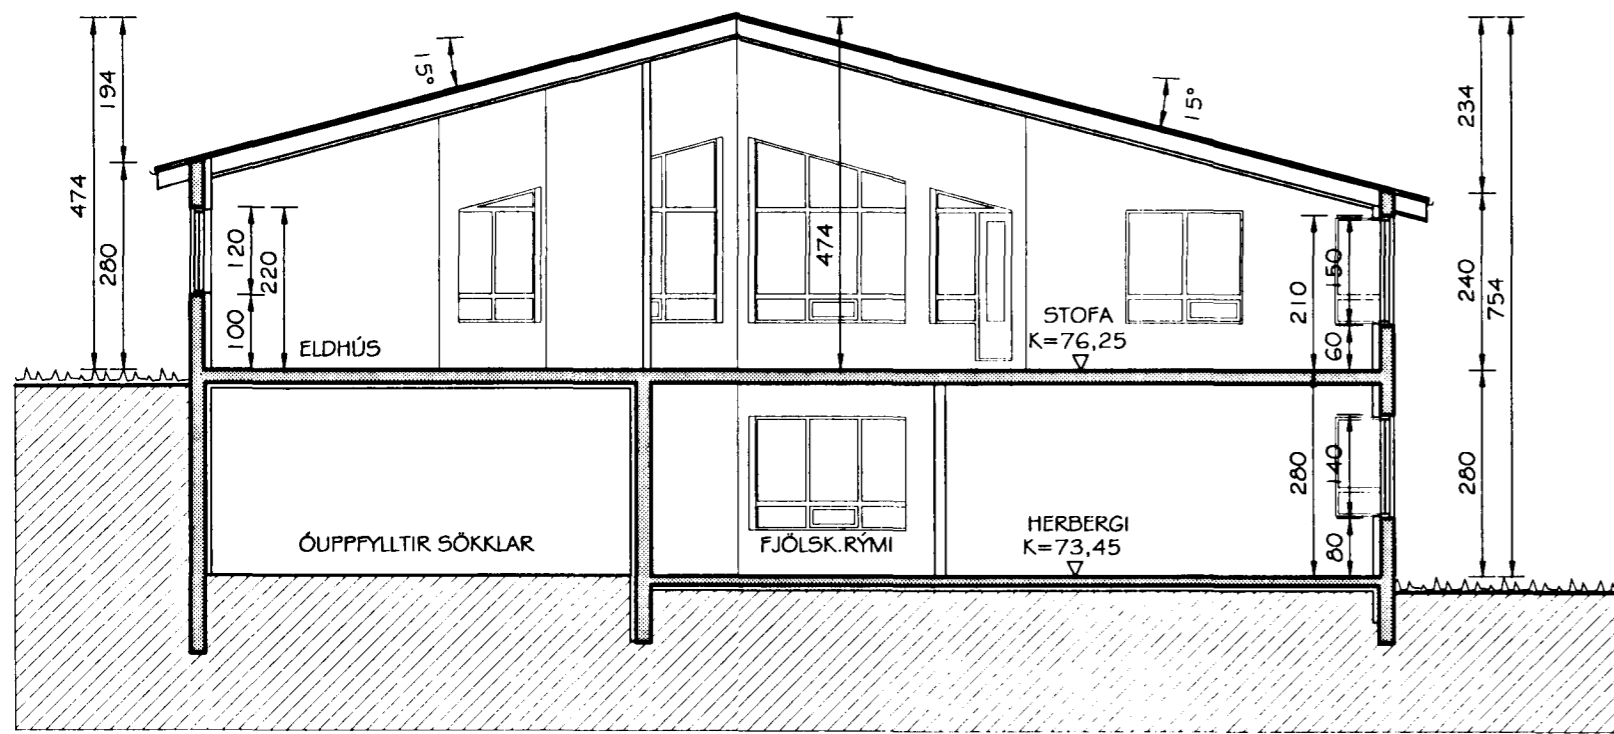 474
194
280
15°
120
220
100
ELDHÚS
474
15°
STOFA
K=76,25
210
150
60
234
240
754
280
ÓUPPFYLLTIR SÖKKLAR
FJÖLSK.RÝMI
HERBERGI
K=73,45
280
140
80